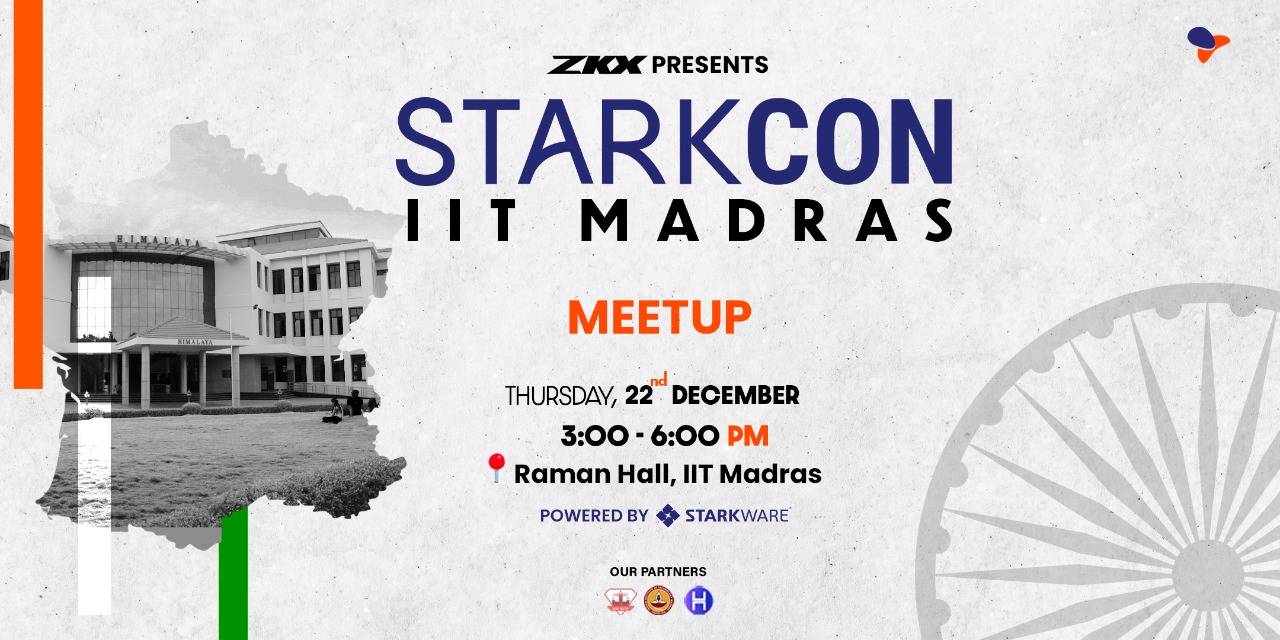 ZKX PRESENTS
STARKCON
IIT MADRAS
HIMALAYA
HIMALAYA
MEETUP
THURSDAY, 22nd DECEMBER
3:00 - 6:00 PM
Raman Hall, IIT Madras
POWERED BY STARKWARE
OUR PARTNERS
H